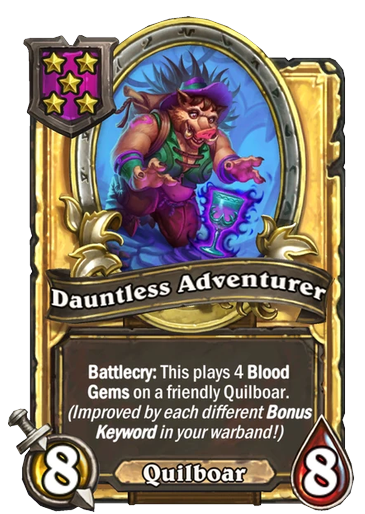 Dauntless Adventurer
Battlecry: This plays 4 Blood
Gems on a friendly Quilboar.
(Improved by each different Bonus
Keyword in your warband!)
8
Quilboar
8